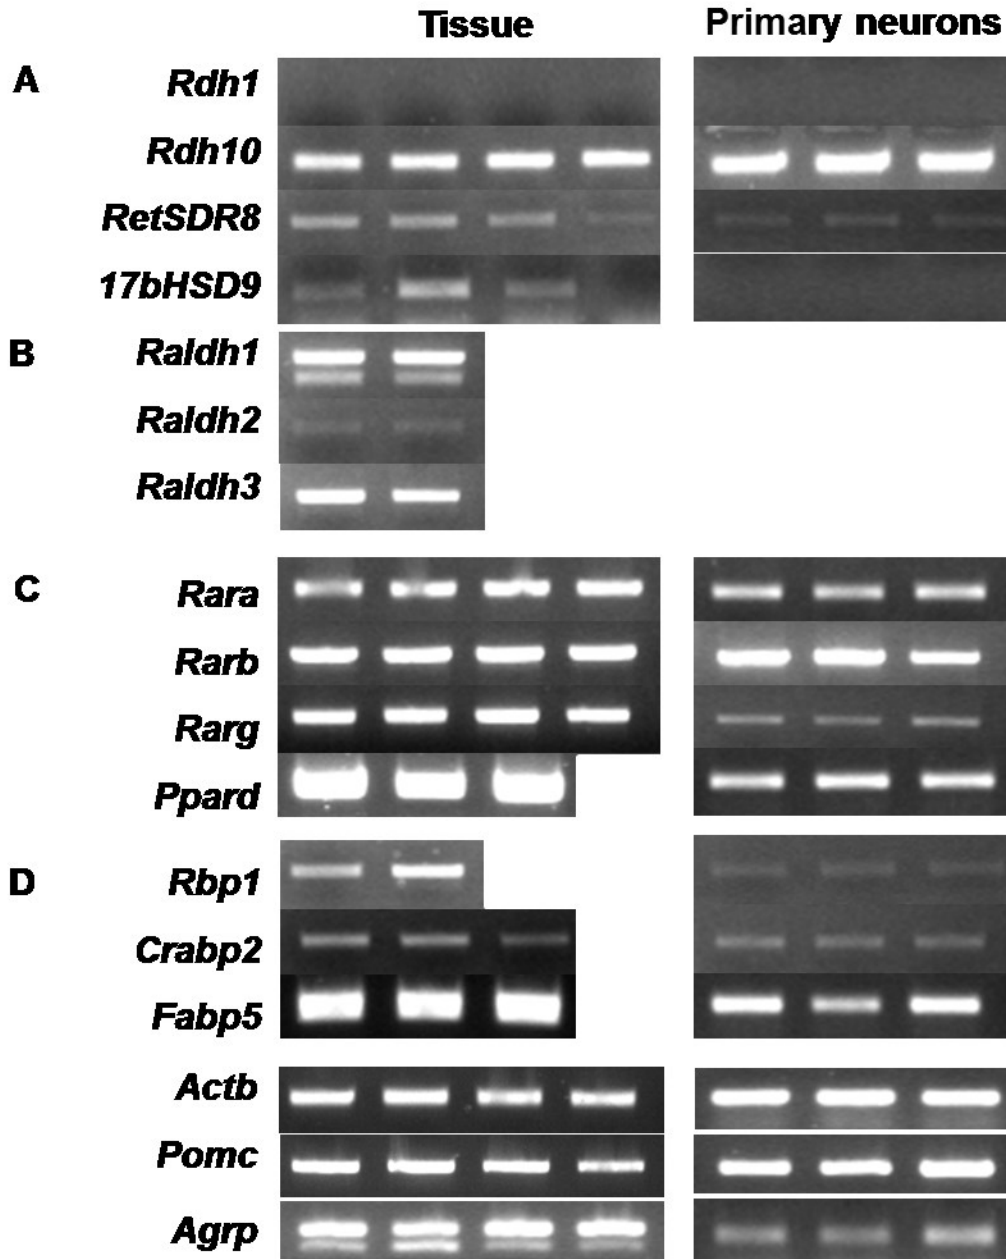 Tissue Primary neurons
A Rdh1
Rdh10
RetSDR8
17bHSD9
B Raldh1
Raldh2
Raldh3
C Rara
Rarb
Rarg
Ppard
D Rbp1
Crabp2
Fabp5
Actb
Pomc
Agrp